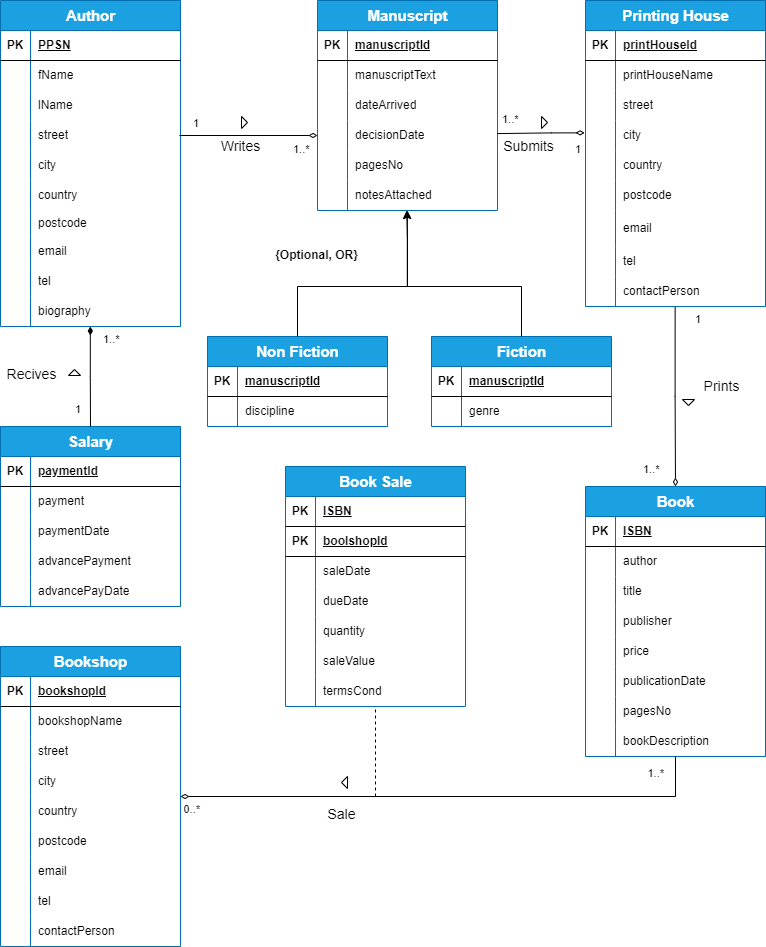 Author
PK PPSN
fName
lName
street
city
country
postcode
email
tel
biography
1
Writes
1..*
Manuscript
PK manuscriptId
manuscriptText
dateArrived
decisionDate
pagesNo
notesAttached
1..*
Submits
1
Printing House
PK printHouseId
printHouseName
street
city
country
postcode
email
tel
contactPerson
{Optional, OR}
Non Fiction
PK manuscriptId
discipline
Fiction
PK manuscriptId
genre
1..*
Recives
1
1
Prints
1..*
Salary
PK paymentId
payment
paymentDate
advancePayment
advancePayDate
Book Sale
PK ISBN
PK boolshopId
saleDate
dueDate
quantity
saleValue
termsCond
Book
PK ISBN
author
title
publisher
price
publicationDate
pagesNo
bookDescription
Bookshop
PK bookshopId
bookshopName
street
city
country
postcode
email
tel
contactPerson
0..*
Sale
1..*